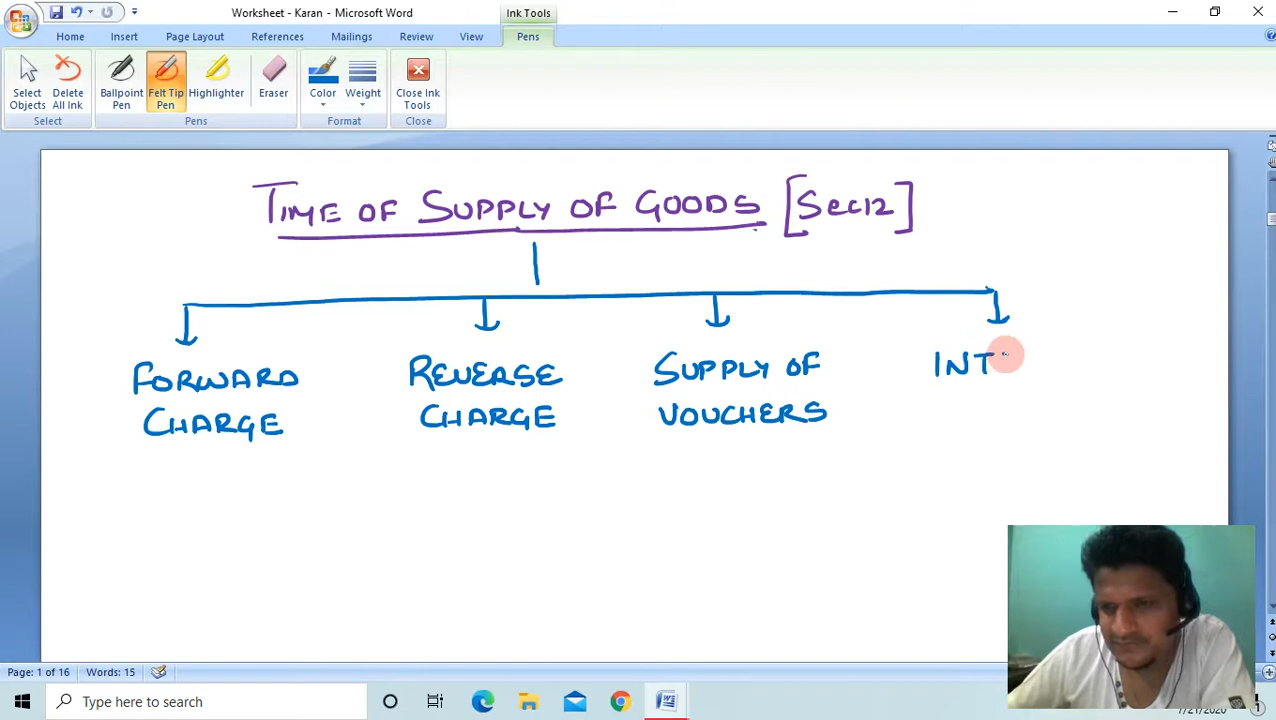 Worksheet - Karan - Microsoft Word
Ink Tools
Home Insert Page Layout References Mailings Review View Pens
Select Objects
Delete All Ink
Ballpoint Pen
Felt Tip Pen
Highlighter
Eraser
Color
Weight
Close Ink Tools
Select Pens Format Close
TIME OF SUPPLY OF GOODS [Sec12]
FORWARD CHARGE
REVERSE CHARGE
SUPPLY OF VOUCHERS
INT
Page: 1 of 16 Words: 15
Type here to search
7/21/2020